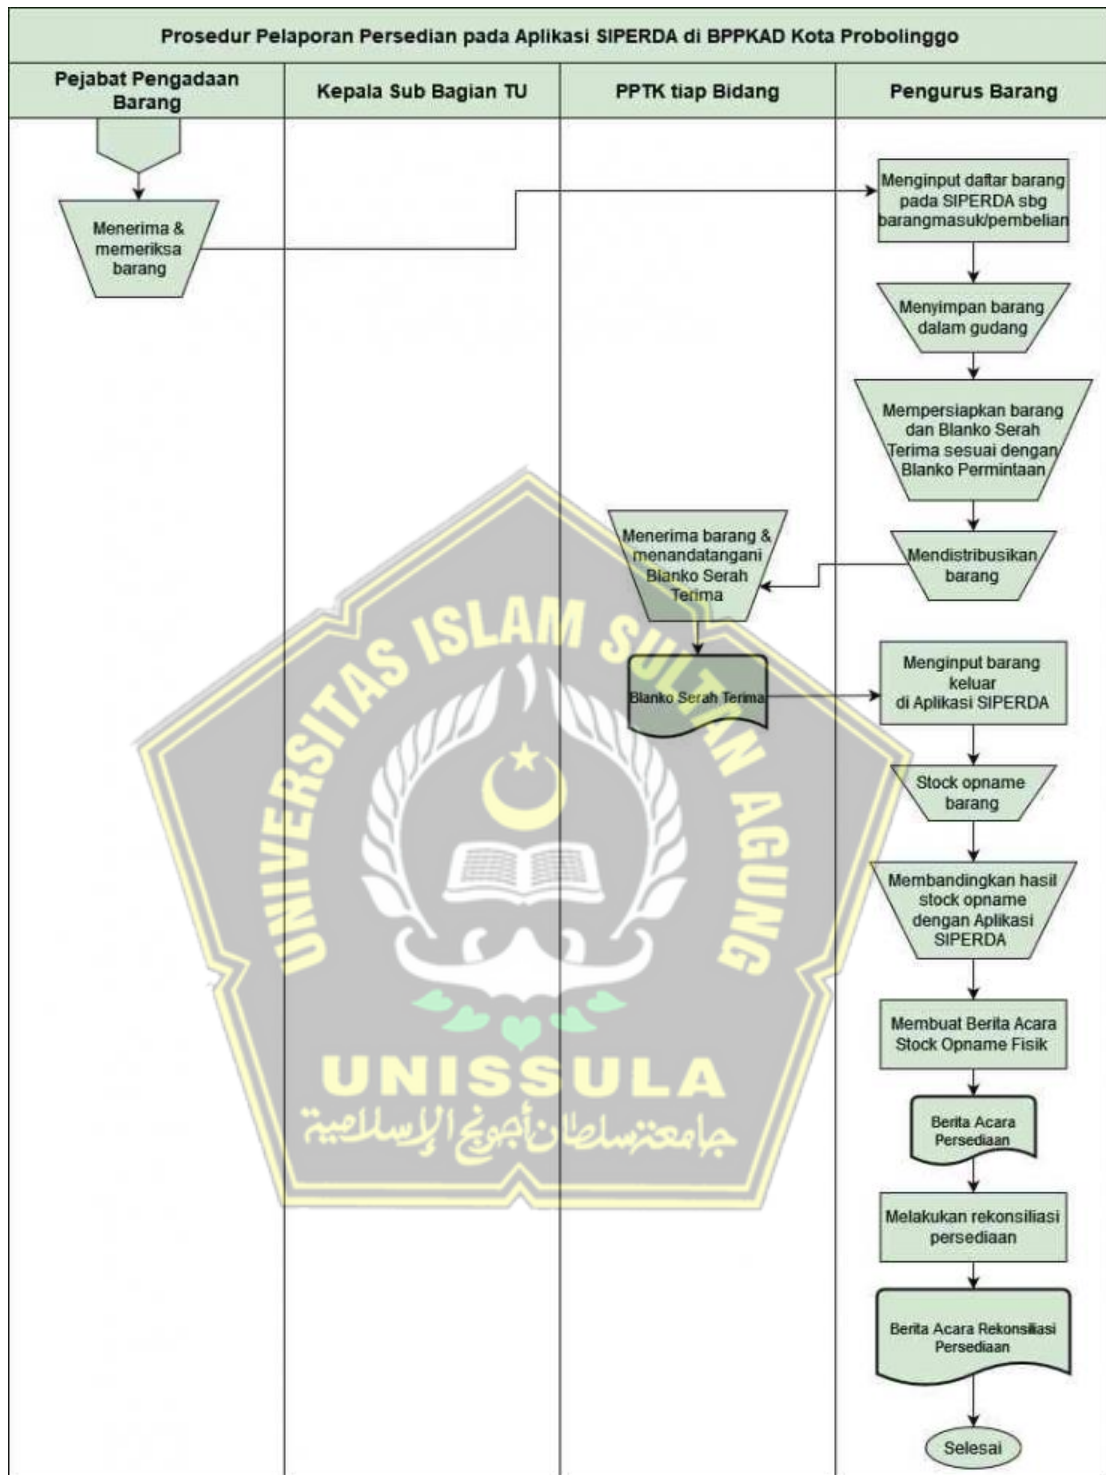 Prosedur Pelaporan Persedian pada Aplikasi SIPERDA di BPPKAD Kota Probolinggo
Pejabat Pengadaan
Barang
Kepala Sub Bagian TU
PPTK tiap Bidang
Pengurus Barang
Menerima &
memeriksa
barang
Menginput daftar barang
pada SIPERDA sbg
barangmasuk/pembelian
Menyimpan barang
dalam gudang
Mempersiapkan barang
dan Blanko Serah
Terima sesuai dengan
Blanko Permintaan
Mendistribusikan
barang
Menerima barang &
menandatangani
Blanko Serah
Terima
Blanko Serah Terima
Menginput barang
keluar
di Aplikasi SIPERDA
Stock opname
barang
Membandingkan hasil
stock opname
dengan Aplikasi
SIPERDA
Membuat Berita Acara
Stock Opname Fisik
Berita Acara
Persediaan
Melakukan rekonsiliasi
persediaan
Berita Acara Rekonsiliasi
Persediaan
Selesai
UNIVERSITAS ISLAM SULTAN AGUNG
UNISSULA
جامعة سلطان أجونج الإسلامية